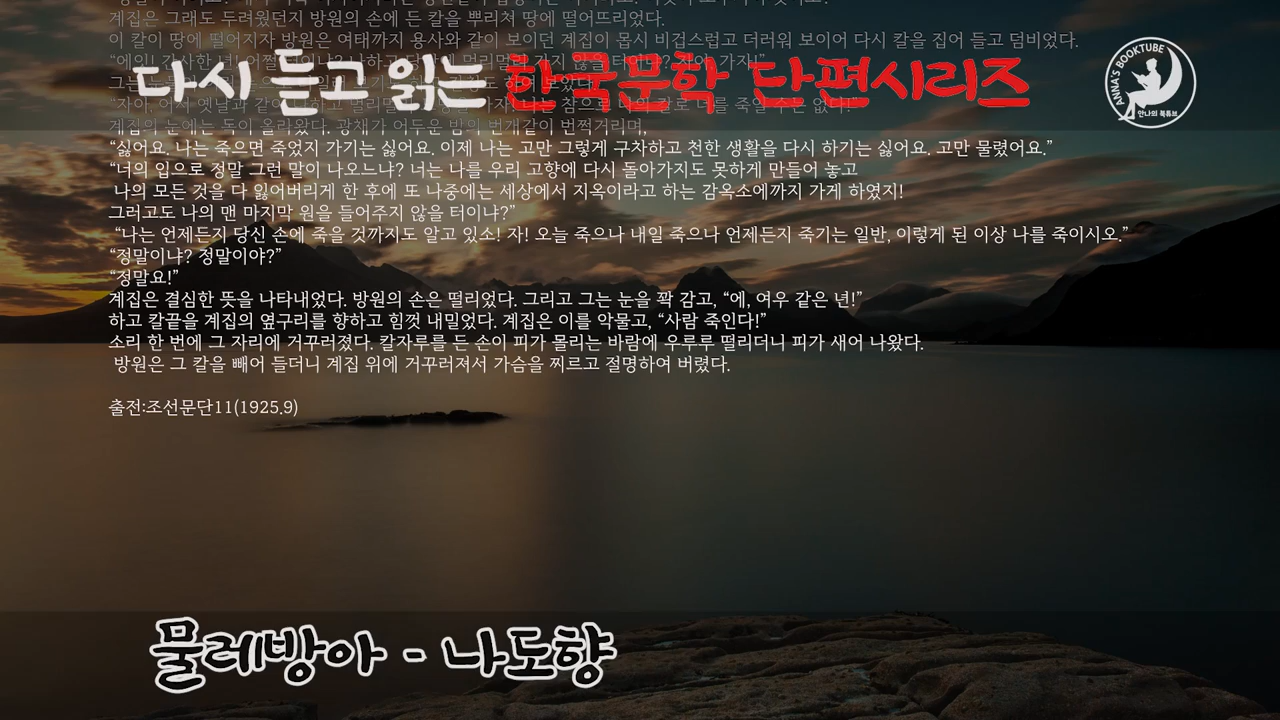 계집은 그래도 두려웠던지 방원의 손에 든 칼을 뿌리쳐 땅에 떨어뜨리었다.
이 칼이 땅에 떨어지자 방원은 여태까지 용사와 같이 보이던 계집이 몹시 비겁스럽고 더러워 보이어 다시 칼을 집어 들고 덤비었다.
다시 듣고 읽는 한국문학 단편시리즈
ANNA'S BOOKTUBE
안나의 북튜브
계집의 눈에는 독이 올라왔다. 광채가 어두운 밤의 번개같이 번쩍거리며,
“싫어요. 나는 죽으면 죽었지 가기는 싫어요. 이제 나는 고만 그렇게 구차하고 천한 생활을 다시 하기는 싫어요. 고만 물렸어요.”
“너의 입으로 정말 그런 말이 나오느냐? 너는 나를 우리 고향에 다시 돌아가지도 못하게 만들어 놓고
나의 모든 것을 다 잃어버리게 한 후에 또 나중에는 세상에서 지옥이라고 하는 감옥소에까지 가게 하였지!
그러고도 나의 맨 마지막 원을 들어주지 않을 터이냐?”
“나는 언제든지 당신 손에 죽을 것까지도 알고 있소! 자! 오늘 죽으나 내일 죽으나 언제든지 죽기는 일반, 이렇게 된 이상 나를 죽이시오.”
“정말이냐? 정말이야?”
“정말요!”
계집은 결심한 뜻을 나타내었다. 방원의 손은 떨리었다. 그리고 그는 눈을 꽉 감고, “에, 여우 같은 년!”
하고 칼끝을 계집의 옆구리를 향하고 힘껏 내밀었다. 계집은 이를 악물고, “사람 죽인다!”
소리 한 번에 그 자리에 거꾸러졌다. 칼자루를 든 손이 피가 몰리는 바람에 우루루 떨리더니 피가 새어 나왔다.
방원은 그 칼을 빼어 들더니 계집 위에 거꾸러져서 가슴을 찌르고 절명하여 버렸다.
출전:조선문단11(1925.9)
물레방아 - 나도향